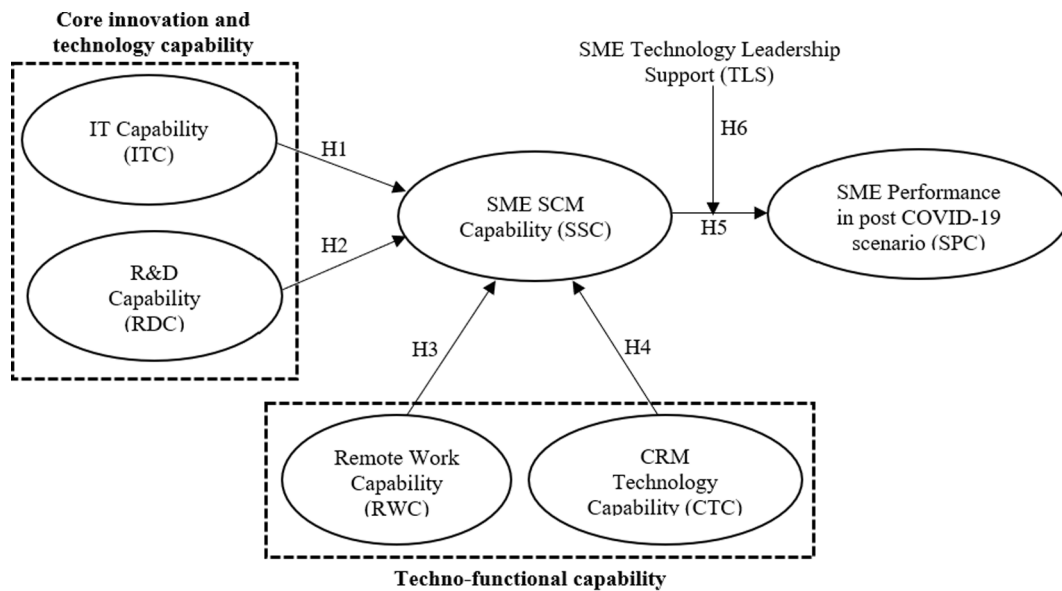 Core innovation and
technology capability
IT Capability
(ITC)
R&D
Capability
(RDC)
H1
H2
SME SCM
Capability (SSC)
SME Technology Leadership
Support (TLS)
H6
H5
SME Performance
in post COVID-19
scenario (SPC)
H3
H4
Remote Work
Capability
(RWC)
CRM
Technology
Capability (CTC)
Techno-functional capability